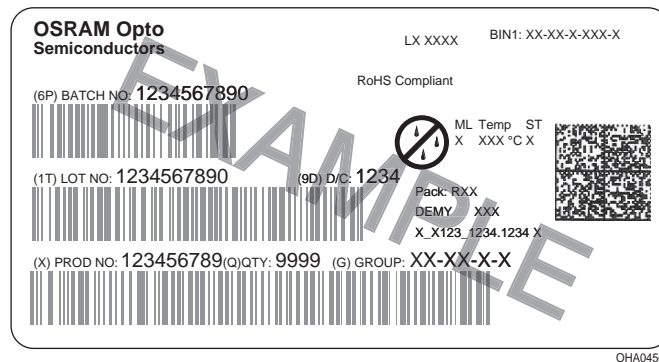 OSRAM Opto
Semiconductors
LX XXXX
BIN1: XX-XX-X-XXX-X
RoHS Compliant
(6P) BATCH NO: 1234567890
ML Temp ST
X XXX °C X
(1T) LOT NO: 1234567890 (9D) D/C: 1234
Pack: RXX
DEMY XXX
X_X123_1234.1234 X
(X) PROD NO: 123456789(Q)QTY: 9999 (G) GROUP: XX-XX-X-X
EXAMPLE